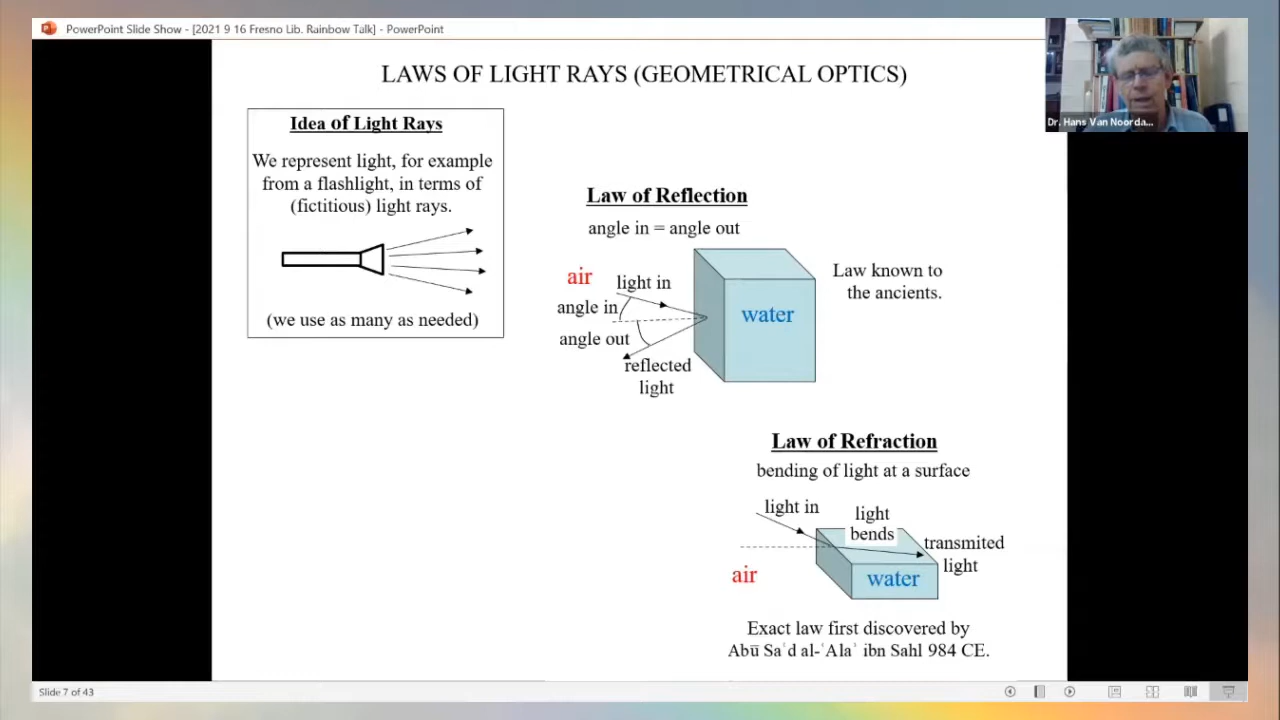 PowerPoint Slide Show - [2021 9 16 Fresno Lib. Rainbow Talk] - PowerPoint
Dr. Hans Van Noorda...
LAWS OF LIGHT RAYS (GEOMETRICAL OPTICS)
Idea of Light Rays
We represent light, for example
from a flashlight, in terms of
(fictitious) light rays.
(we use as many as needed)
Law of Reflection
angle in = angle out
air
light in
angle in
angle out
reflected
light
water
Law known to
the ancients.
Law of Refraction
bending of light at a surface
light in
light
bends
transmited
light
air
water
Exact law first discovered by
Abū Saʿd al-ʿAlaʾ ibn Sahl 984 CE.
Slide 7 of 43